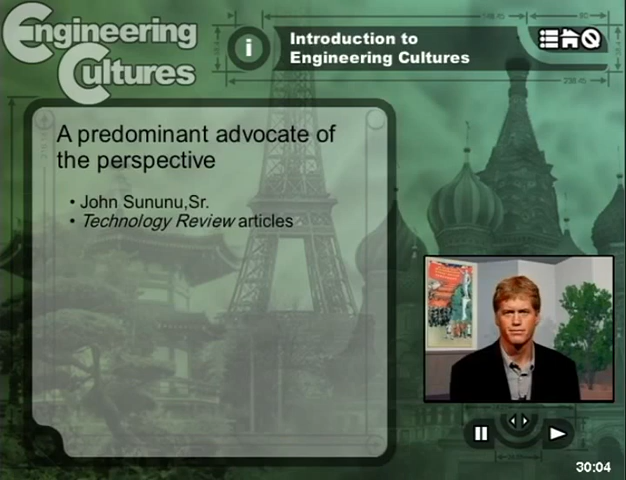 Engineering
Cultures
i
Introduction to
Engineering Cultures
A predominant advocate of
the perspective
• John Sununu,Sr.
• Technology Review articles
30:04